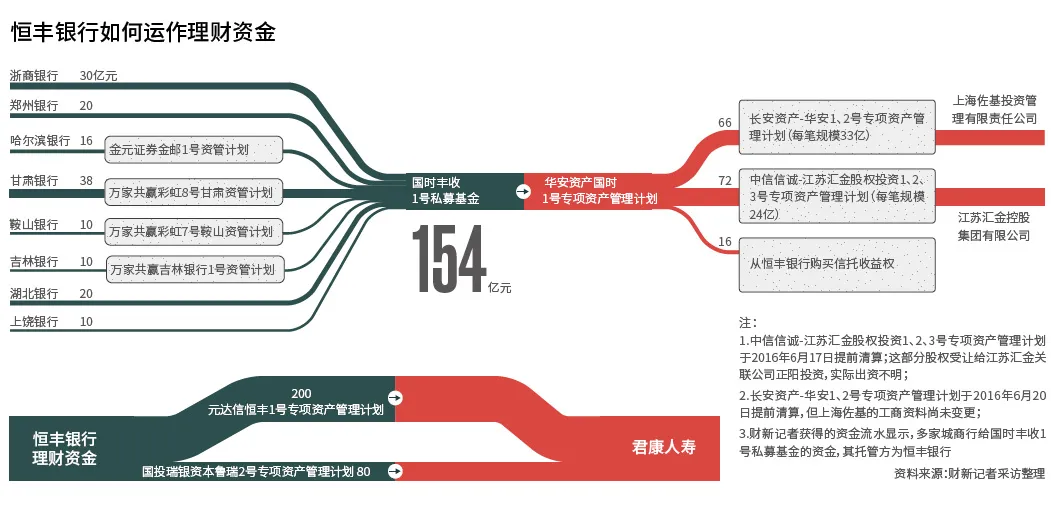 恒丰银行如何运作理财资金
浙商银行 30亿元
郑州银行 20
哈尔滨银行 16
金元证券金邮1号资管计划
甘肃银行 38
万家共赢彩虹8号甘肃资管计划
鞍山银行 10
万家共赢彩虹7号鞍山资管计划
吉林银行 10
万家共赢吉林银行1号资管计划
湖北银行 20
上饶银行 10
国时丰收
1号私募基金
154亿元
华安资产国时
1号专项资产管理计划
66
长安资产-华安1、2号专项资产管
理计划（每笔规模33亿）
上海佐基投资管
理有限责任公司
72
中信信诚-江苏汇金股权投资1、2、
3号专项资产管理计划（每笔规模
24亿）
江苏汇金控股
集团有限公司
16
从恒丰银行购买信托收益权
注：
1.中信信诚-江苏汇金股权投资1、2、3号专项资产管理计划
于2016年6月17日提前清算；这部分股权受让给江苏汇金关
联公司正阳投资，实际出资不明；
2.长安资产-华安1、2号专项资产管理计划于2016年6月20
日提前清算，但上海佐基的工商资料尚未变更；
3.财新记者获得的资金流水显示，多家城商行给国时丰收1
号私募基金的资金，其托管方为恒丰银行
资料来源：财新记者采访整理
恒丰银行
理财资金
200
元达信恒丰1号专项资产管理计划
国投瑞银资本鲁瑞2号专项资产管理计划 80
君康人寿